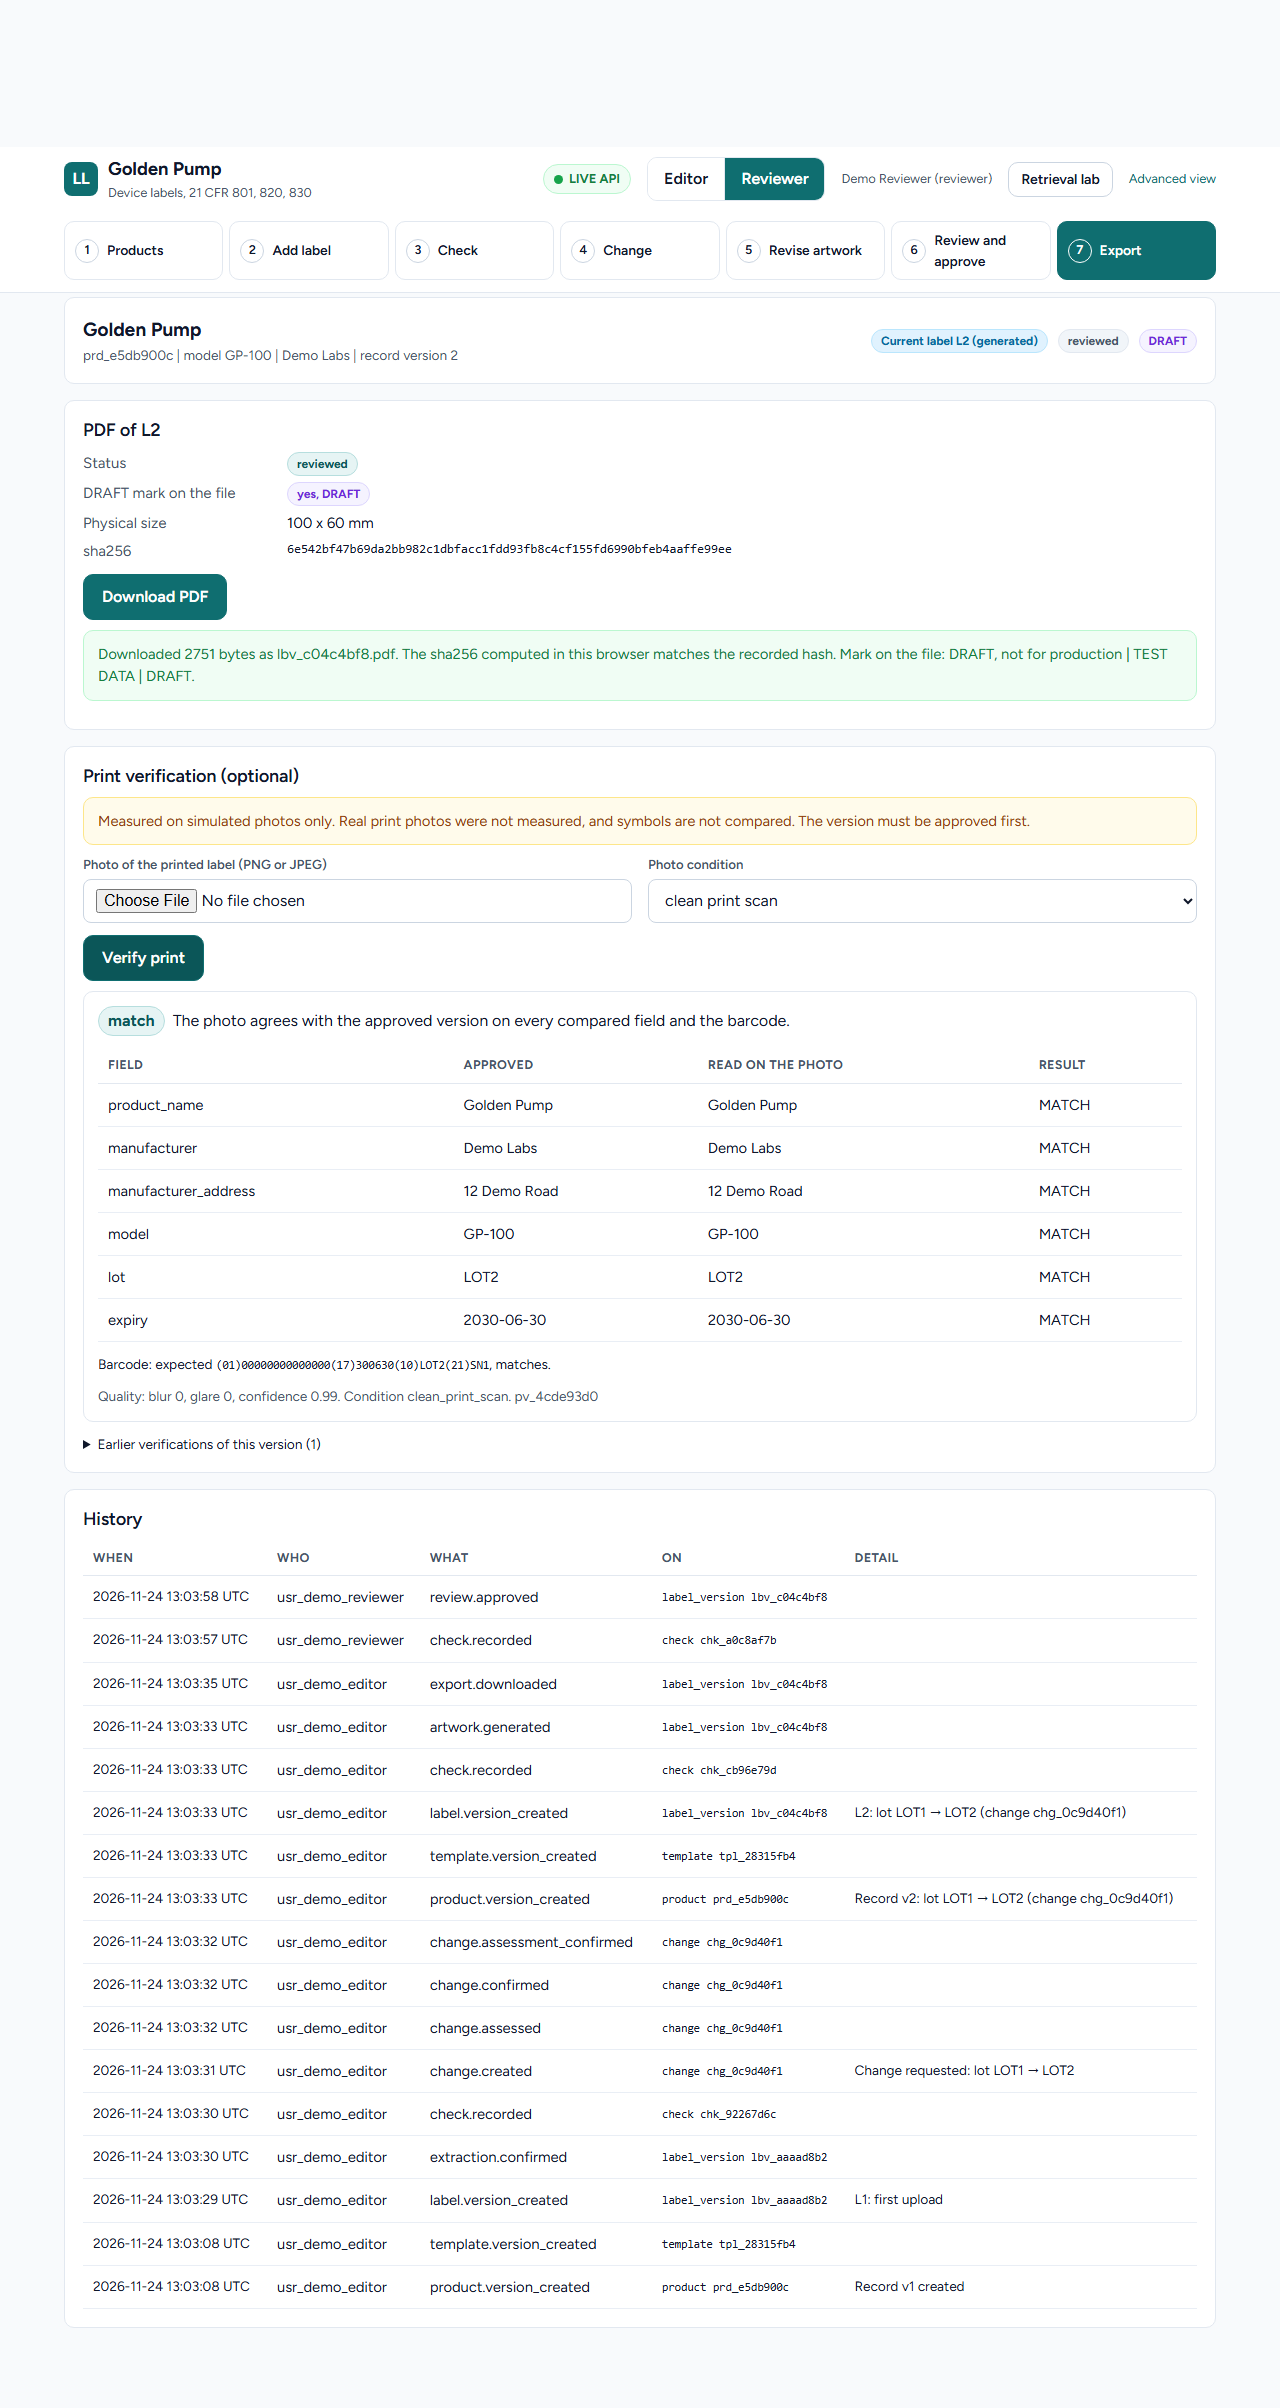 LL
Golden Pump
Device labels, 21 CFR 801, 820, 830
LIVE API
Editor
Reviewer
Demo Reviewer (reviewer)
Retrieval lab
Advanced view
1 Products
2 Add label
3 Check
4 Change
5 Revise artwork
6 Review and approve
7 Export
Golden Pump
prd_e5db900c | model GP-100 | Demo Labs | record version 2
Current label L2 (generated)
reviewed
DRAFT
PDF of L2
Status reviewed
DRAFT mark on the file yes, DRAFT
Physical size 100 x 60 mm
sha256 6e542bf47b69da2bb982c1dbfacc1fdd93fb8c4cf155fd6990bfeb4aaffe99ee
Download PDF
Downloaded 2751 bytes as lbv_c04c4bf8.pdf. The sha256 computed in this browser matches the recorded hash. Mark on the file: DRAFT, not for production | TEST
DATA | DRAFT.
Print verification (optional)
Measured on simulated photos only. Real print photos were not measured, and symbols are not compared. The version must be approved first.
Photo of the printed label (PNG or JPEG)
Photo condition
Choose File No file chosen
clean print scan
Verify print
match The photo agrees with the approved version on every compared field and the barcode.
FIELD APPROVED READ ON THE PHOTO RESULT
product_name Golden Pump Golden Pump MATCH
manufacturer Demo Labs Demo Labs MATCH
manufacturer_address 12 Demo Road 12 Demo Road MATCH
model GP-100 GP-100 MATCH
lot LOT2 LOT2 MATCH
expiry 2030-06-30 2030-06-30 MATCH
Barcode: expected (01)00000000000000(17)300630(10)LOT2(21)SN1, matches.
Quality: blur 0, glare 0, confidence 0.99. Condition clean_print_scan. pv_4cde93d0
Earlier verifications of this version (1)
History
WHEN WHO WHAT ON DETAIL
2026-11-24 13:03:58 UTC usr_demo_reviewer review.approved label_version lbv_c04c4bf8
2026-11-24 13:03:57 UTC usr_demo_reviewer check.recorded check chk_a0c8af7b
2026-11-24 13:03:35 UTC usr_demo_editor export.downloaded label_version lbv_c04c4bf8
2026-11-24 13:03:33 UTC usr_demo_editor artwork.generated label_version lbv_c04c4bf8
2026-11-24 13:03:33 UTC usr_demo_editor check.recorded check chk_cb96e79d
2026-11-24 13:03:33 UTC usr_demo_editor label.version_created label_version lbv_c04c4bf8 L2: lot LOT1 → LOT2 (change chg_0c9d40f1)
2026-11-24 13:03:33 UTC usr_demo_editor template.version_created template tpl_28315fb4
2026-11-24 13:03:33 UTC usr_demo_editor product.version_created product prd_e5db900c Record v2: lot LOT1 → LOT2 (change chg_0c9d40f1)
2026-11-24 13:03:32 UTC usr_demo_editor change.assessment_confirmed change chg_0c9d40f1
2026-11-24 13:03:32 UTC usr_demo_editor change.confirmed change chg_0c9d40f1
2026-11-24 13:03:32 UTC usr_demo_editor change.assessed change chg_0c9d40f1
2026-11-24 13:03:31 UTC usr_demo_editor change.created change chg_0c9d40f1 Change requested: lot LOT1 → LOT2
2026-11-24 13:03:30 UTC usr_demo_editor check.recorded check chk_92267d6c
2026-11-24 13:03:30 UTC usr_demo_editor extraction.confirmed label_version lbv_aaaad8b2
2026-11-24 13:03:29 UTC usr_demo_editor label.version_created label_version lbv_aaaad8b2 L1: first upload
2026-11-24 13:03:08 UTC usr_demo_editor template.version_created template tpl_28315fb4
2026-11-24 13:03:08 UTC usr_demo_editor product.version_created product prd_e5db900c Record v1 created